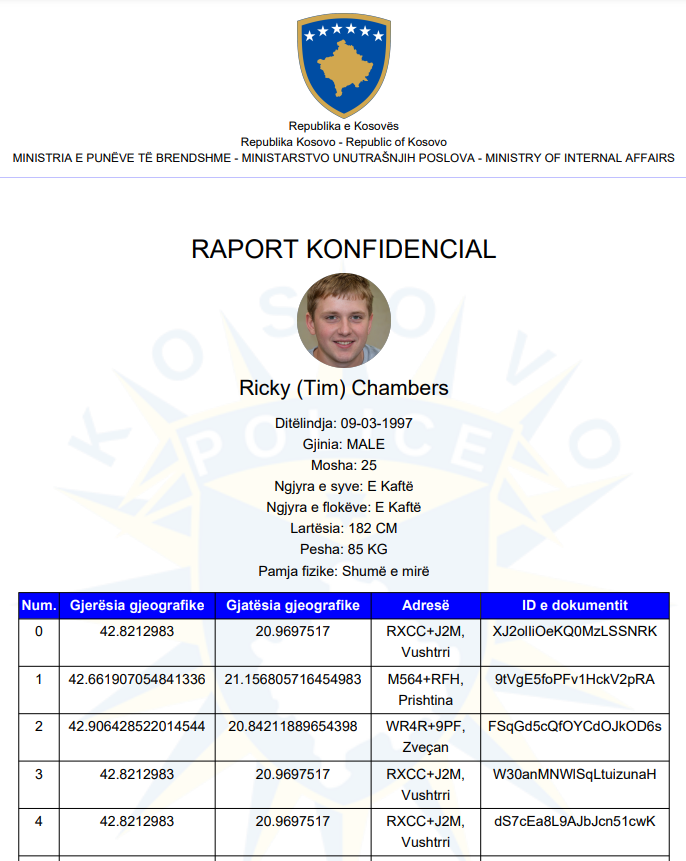 Republika e Kosovës
Republika Kosovo - Republic of Kosovo
MINISTRIA E PUNËVE TË BRENDSHME - MINISTARSTVO UNUTRAŠNJIH POSLOVA - MINISTRY OF INTERNAL AFFAIRS
RAPORT KONFIDENCIAL
KOSOVO
POLICE
Ricky (Tim) Chambers
Ditëlindja: 09-03-1997
Gjinia: MALE
Mosha: 25
Ngjyra e syve: E Kaftë
Ngjyra e flokëve: E Kaftë
Lartësia: 182 CM
Pesha: 85 KG
Pamja fizike: Shumë e mirë
Num. Gjerësia gjeografike Gjatësia gjeografike Adresë ID e dokumentit
0 42.8212983 20.9697517 RXCC+J2M, XJ2olIiOeKQ0MzLSSNRK
Vushtrri
1 42.661907054841336 21.156805716454983 M564+RFH, 9tVgE5foPFv1HckV2pRA
Prishtina
2 42.906428522014544 20.84211889654398 WR4R+9PF, FSqGd5cQfOYCdOJkOD6s
Zveçan
3 42.8212983 20.9697517 RXCC+J2M, W30anMNWlSqLtuizunaH
Vushtrri
4 42.8212983 20.9697517 RXCC+J2M, dS7cEa8L9AJbJcn51cwK
Vushtrri